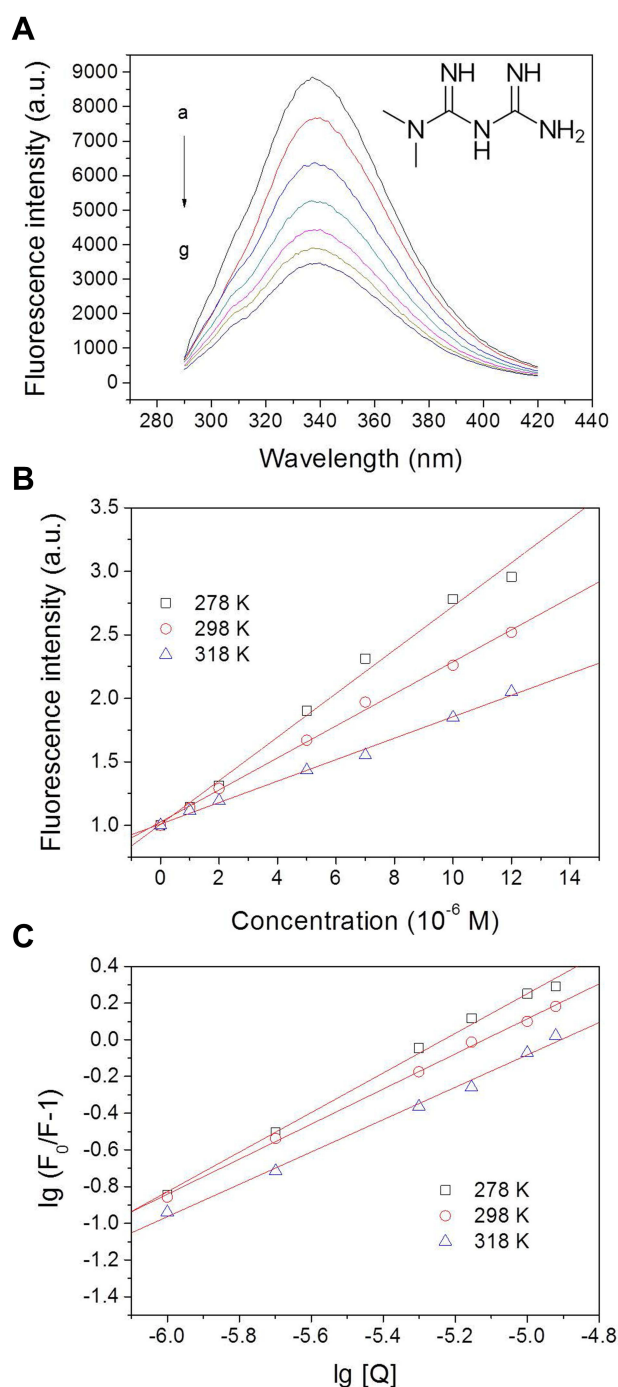 A
Fluorescence intensity (a.u.)
9000
8000
7000
6000
5000
4000
3000
2000
1000
0
a
g
NH NH
N N NH2
H
280 300 320 340 360 380 400 420 440
Wavelength (nm)
B
Fluorescence intensity (a.u.)
3.5
3.0
2.5
2.0
1.5
1.0
278 K
298 K
318 K
0 2 4 6 8 10 12 14
Concentration (10-6 M)
C
lg (F0/F-1)
0.4
0.2
0.0
-0.2
-0.4
-0.6
-0.8
-1.0
-1.2
-1.4
278 K
298 K
318 K
-6.0 -5.8 -5.6 -5.4 -5.2 -5.0 -4.8
lg [Q]